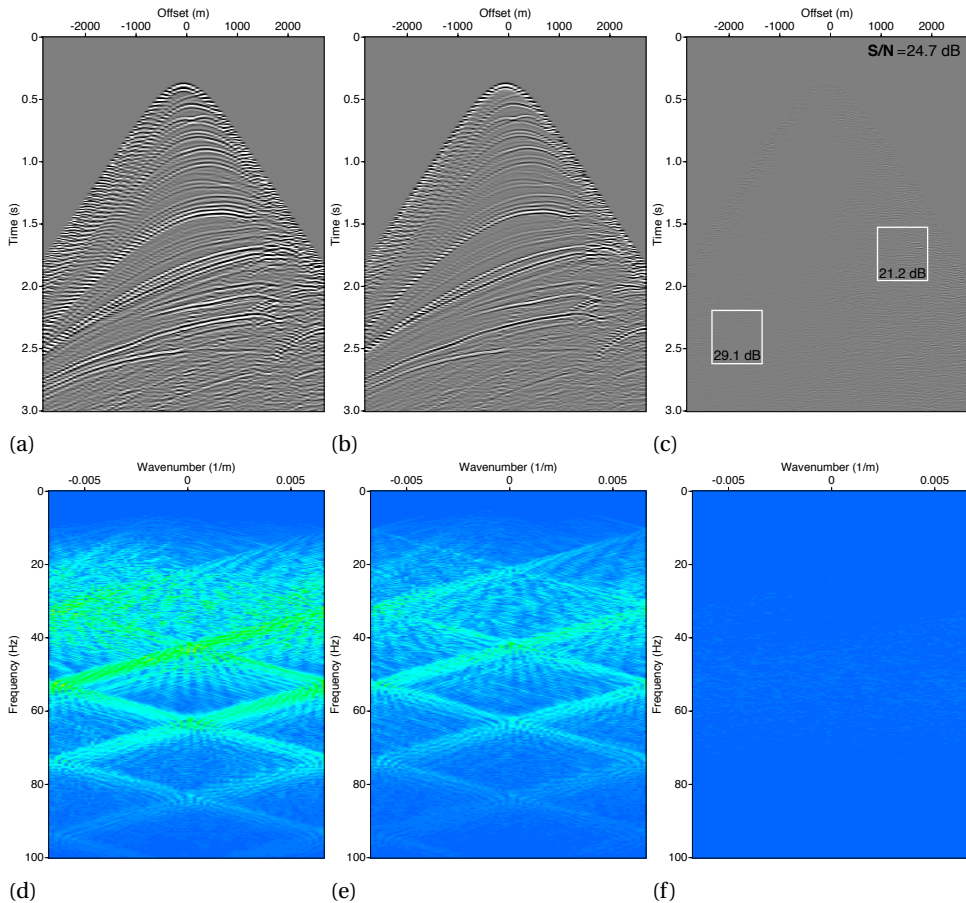 Offset (m)
-2000 -1000 0 1000 2000
0
0.5
1.0
1.5
2.0
2.5
3.0
Time (s)
(a)
Offset (m)
-2000 -1000 0 1000 2000
0
0.5
1.0
1.5
2.0
2.5
3.0
Time (s)
(b)
Offset (m)
-2000 -1000 0 1000 2000
0
0.5
1.0
1.5
2.0
2.5
3.0
Time (s)
S/N =24.7 dB
21.2 dB
29.1 dB
(c)
Wavenumber (1/m)
-0.005 0 0.005
0
20
40
60
80
100
Frequency (Hz)
(d)
Wavenumber (1/m)
-0.005 0 0.005
0
20
40
60
80
100
Frequency (Hz)
(e)
Wavenumber (1/m)
-0.005 0 0.005
0
20
40
60
80
100
Frequency (Hz)
(f)